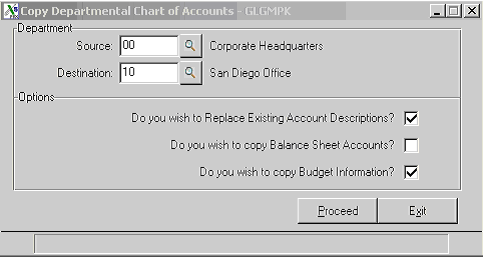 Copy Departmental Chart of Accounts - GLGMPK
Department
Source: 00 Corporate Headquarters
Destination: 10 San Diego Office
Options
Do you wish to Replace Existing Account Descriptions?
Do you wish to copy Balance Sheet Accounts?
Do you wish to copy Budget Information?
Proceed Exit